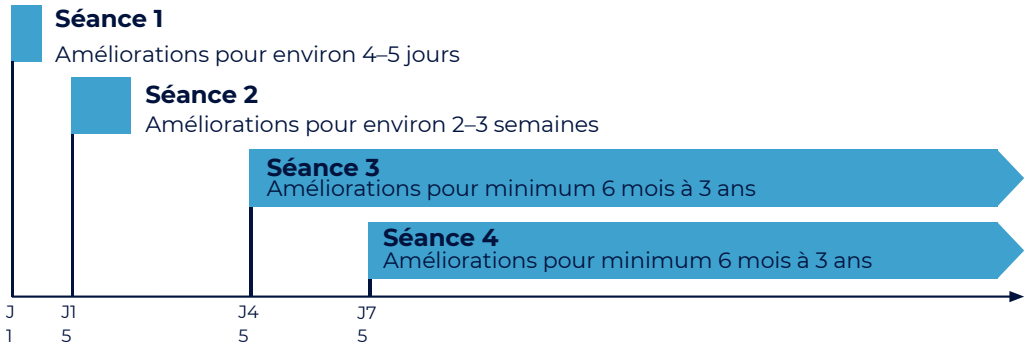 Séance 1
Améliorations pour environ 4–5 jours
Séance 2
Améliorations pour environ 2–3 semaines
Séance 3
Améliorations pour minimum 6 mois à 3 ans
Séance 4
Améliorations pour minimum 6 mois à 3 ans
J J1 J4 J7
1 5 5 5